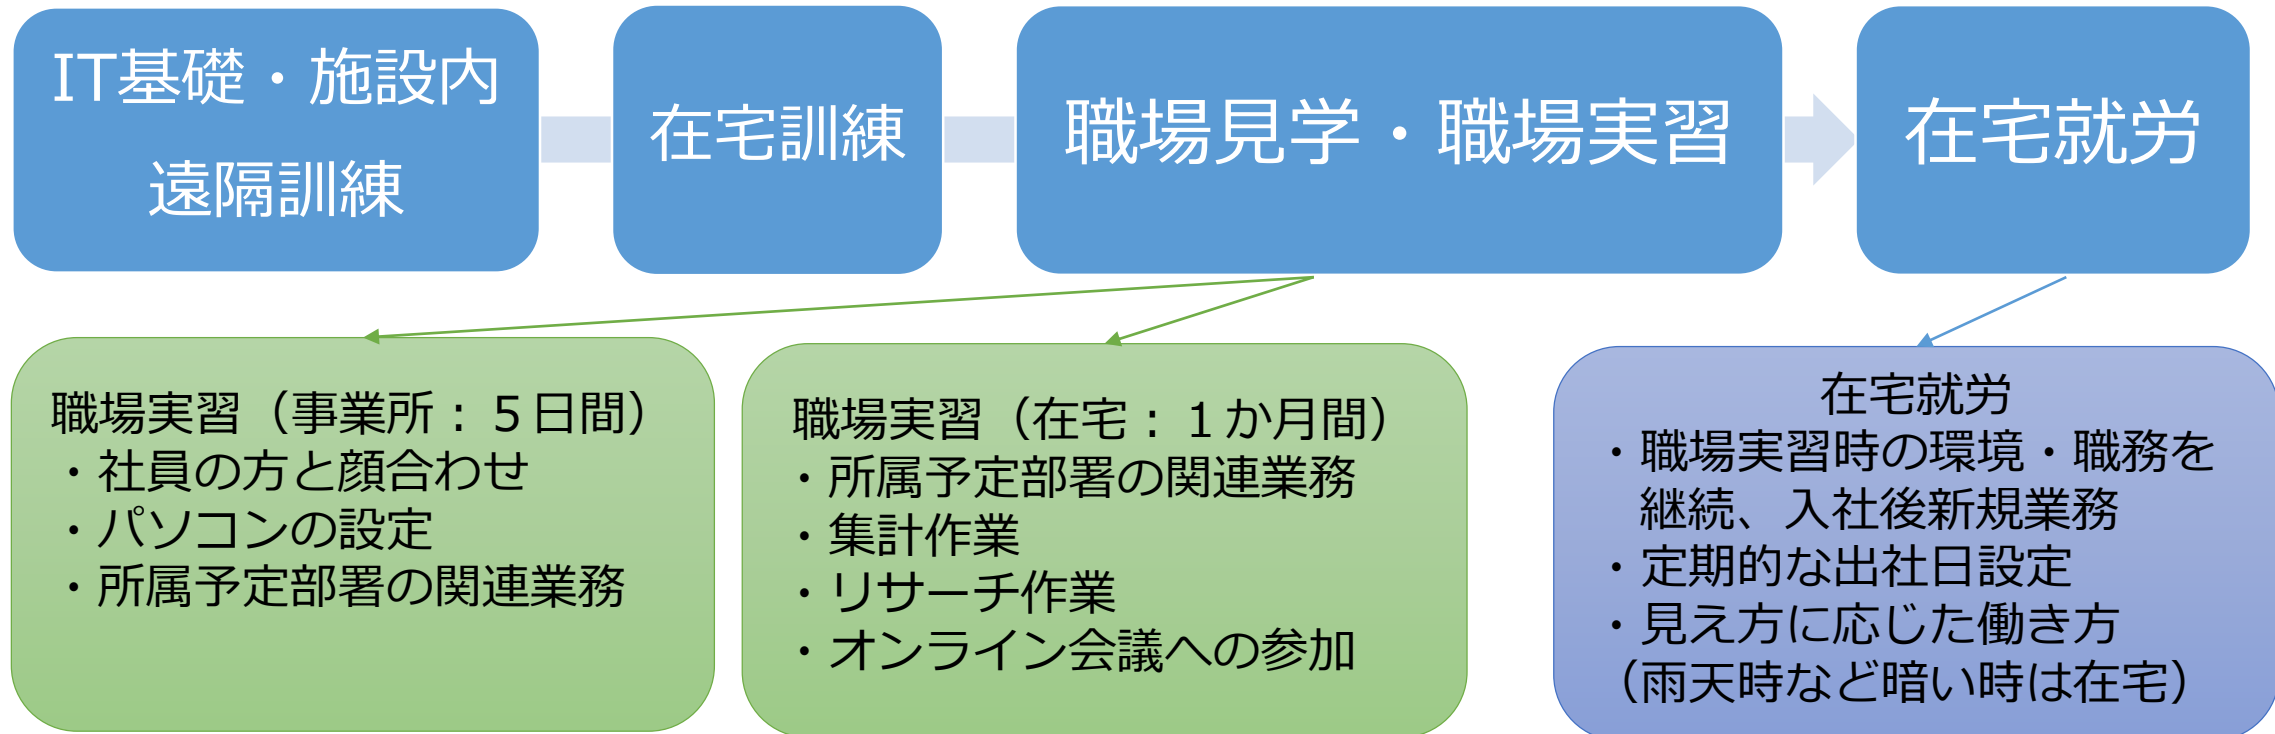 IT基礎・施設内
遠隔訓練
在宅訓練
職場見学・職場実習
在宅就労
職場実習（事業所：５日間）
・社員の方と顔合わせ
・パソコンの設定
・所属予定部署の関連業務
職場実習（在宅：１か月間）
・所属予定部署の関連業務
・集計作業
・リサーチ作業
・オンライン会議への参加
在宅就労
・職場実習時の環境・職務を
継続、入社後新規業務
・定期的な出社日設定
・見え方に応じた働き方
（雨天時など暗い時は在宅）